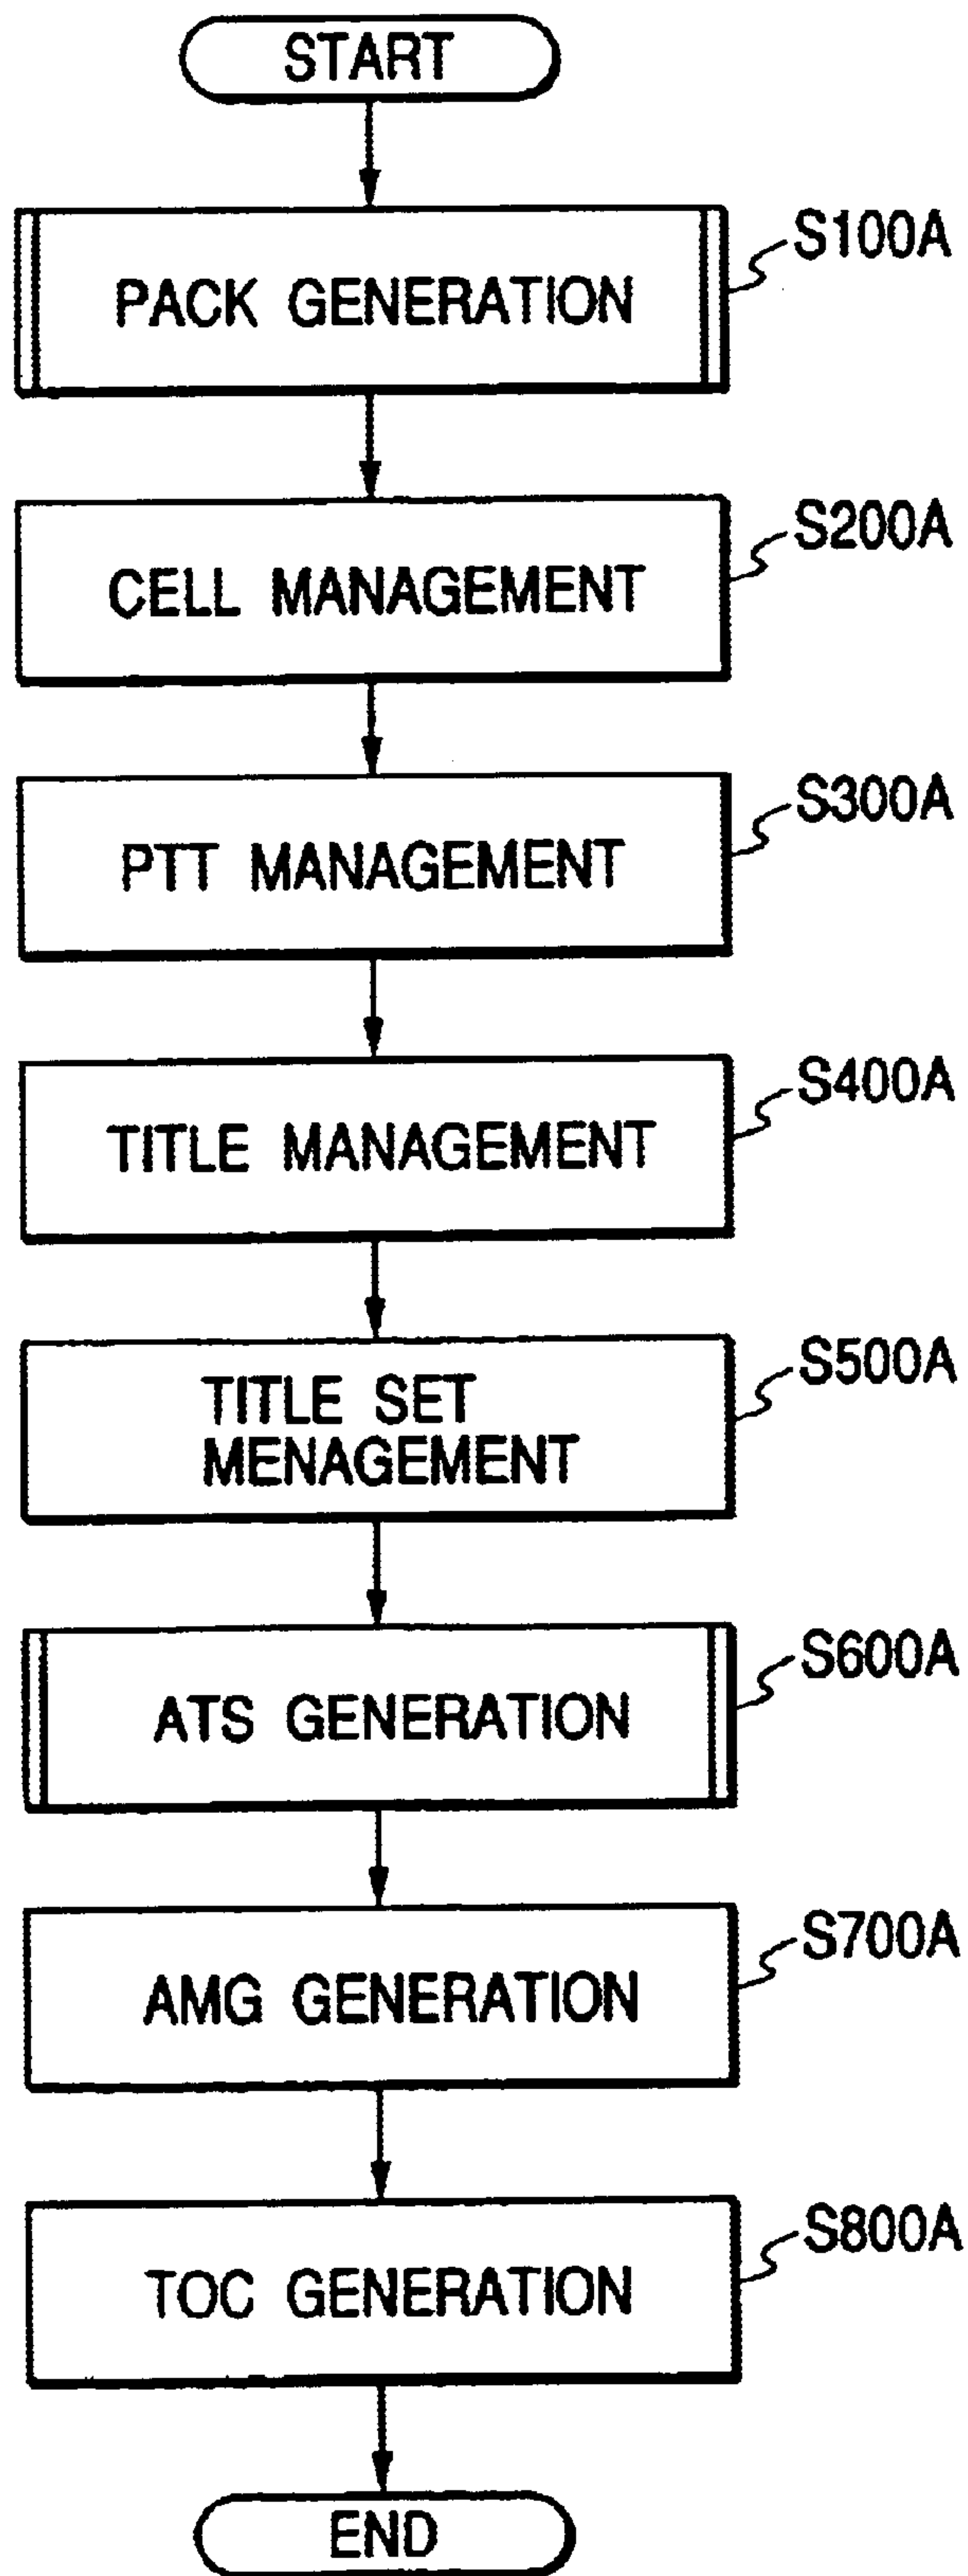 START
PACK GENERATION
S100A
CELL MANAGEMENT
S200A
PTT MANAGEMENT
S300A
TITLE MANAGEMENT
S400A
TITLE SET
MENAGEMENT
S500A
ATS GENERATION
S600A
AMG GENERATION
S700A
TOC GENERATION
S800A
END